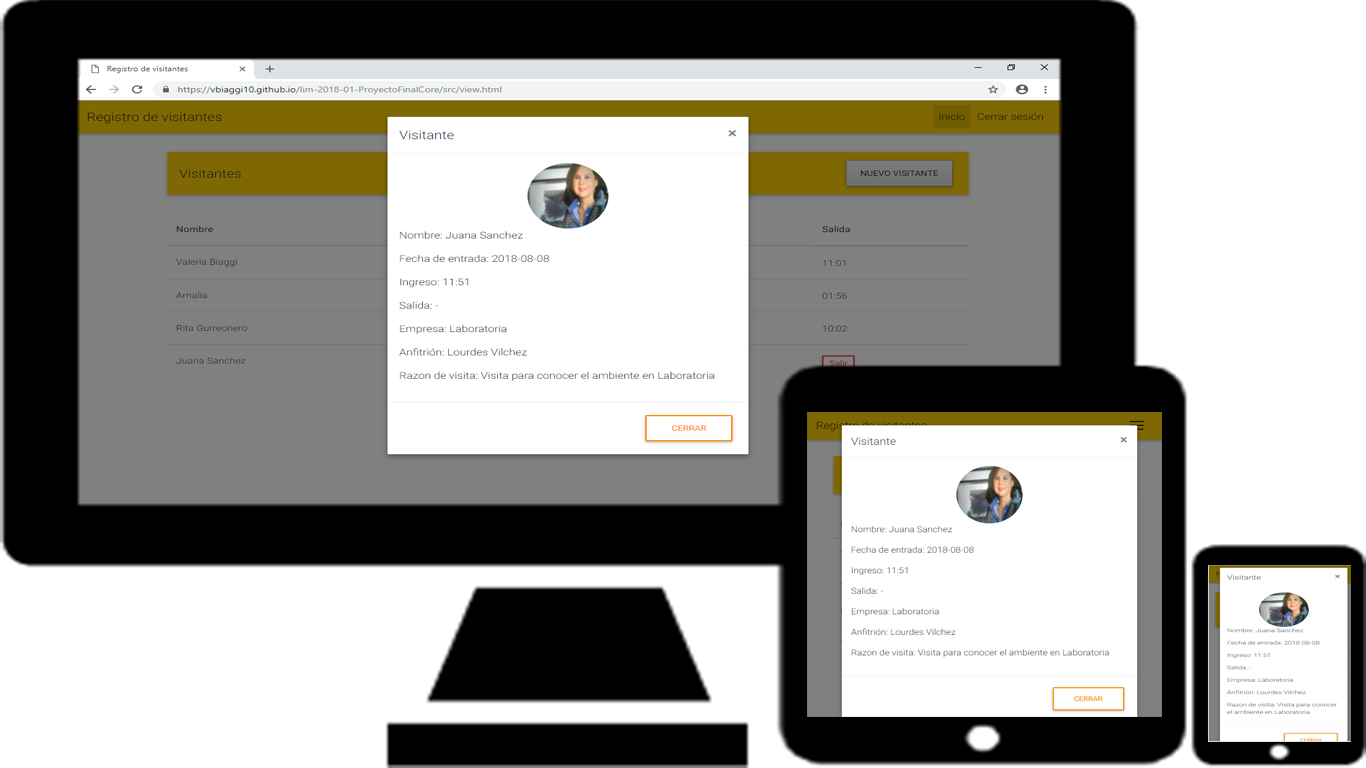 Registro de visitantes
https://vbiaggi10.github.io/lim-2018-01-ProyectoFinalCore/src/view.html
Registro de visitantes
Inicio Cerrar sesión
Visitantes
NUEVO VISITANTE
Nombre Salida
Valeria Biaggi 11:01
Amalia 01:56
Rita Gurreonero 10:02
Juana Sanchez Salir
Visitante
Nombre: Juana Sanchez
Fecha de entrada: 2018-08-08
Ingreso: 11:51
Salida: -
Empresa: Laboratoria
Anfitrión: Lourdes Vilchez
Razon de visita: Visita para conocer el ambiente en Laboratoria
CERRAR
Registro de visitantes
Visitante
Nombre: Juana Sanchez
Fecha de entrada: 2018-08-08
Ingreso: 11:51
Salida: -
Empresa: Laboratoria
Anfitrión: Lourdes Vilchez
Razon de visita: Visita para conocer el ambiente en Laboratoria
CERRAR
Visitante
Nombre: Juana Sanchez
Fecha de entrada: 2018-08-08
Ingreso: 11:51
Salida: -
Empresa: Laboratoria
Anfitrión: Lourdes Vilchez
Razon de visita: Visita para conocer
el ambiente en Laboratoria
CERRAR